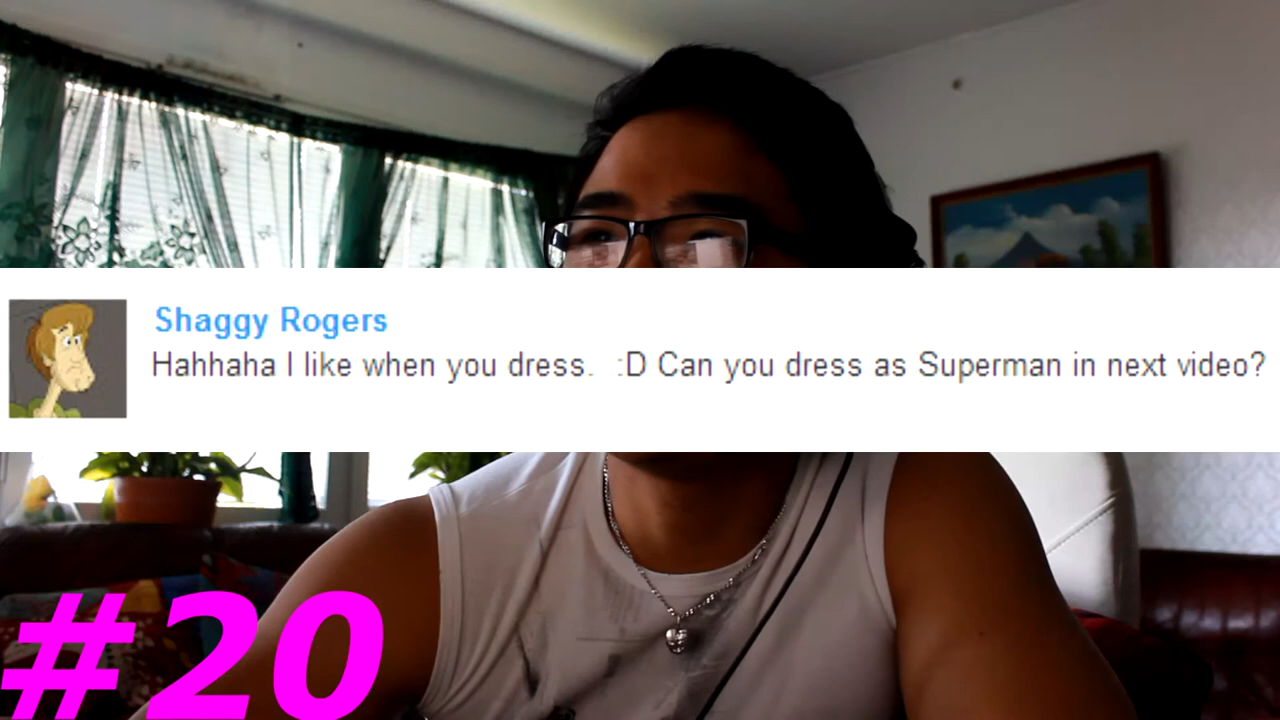 Shaggy Rogers
Hahhaha I like when you dress.  :D Can you dress as Superman in next video?
#20